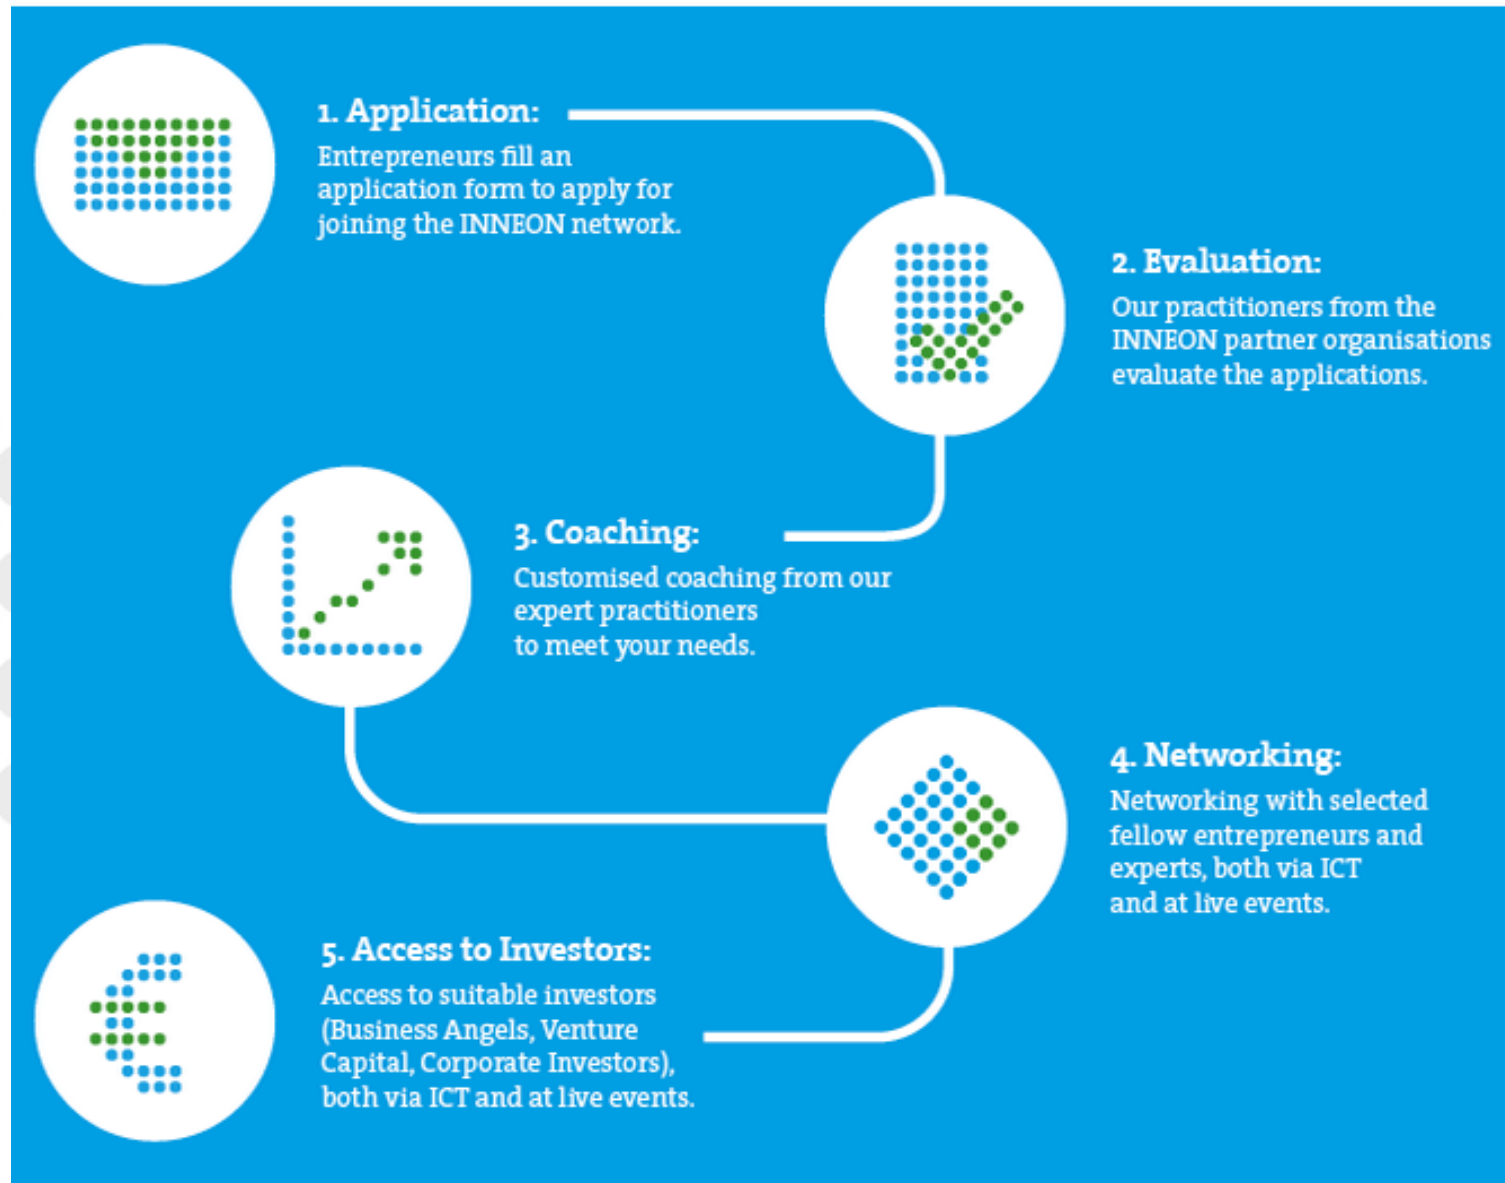 1. Application:
Entrepreneurs fill an
application form to apply for
joining the INNEON network.
2. Evaluation:
Our practitioners from the
INNEON partner organisations
evaluate the applications.
3. Coaching:
Customised coaching from our
expert practitioners
to meet your needs.
4. Networking:
Networking with selected
fellow entrepreneurs and
experts, both via ICT
and at live events.
5. Access to Investors:
Access to suitable investors
(Business Angels, Venture
Capital, Corporate Investors),
both via ICT and at live events.